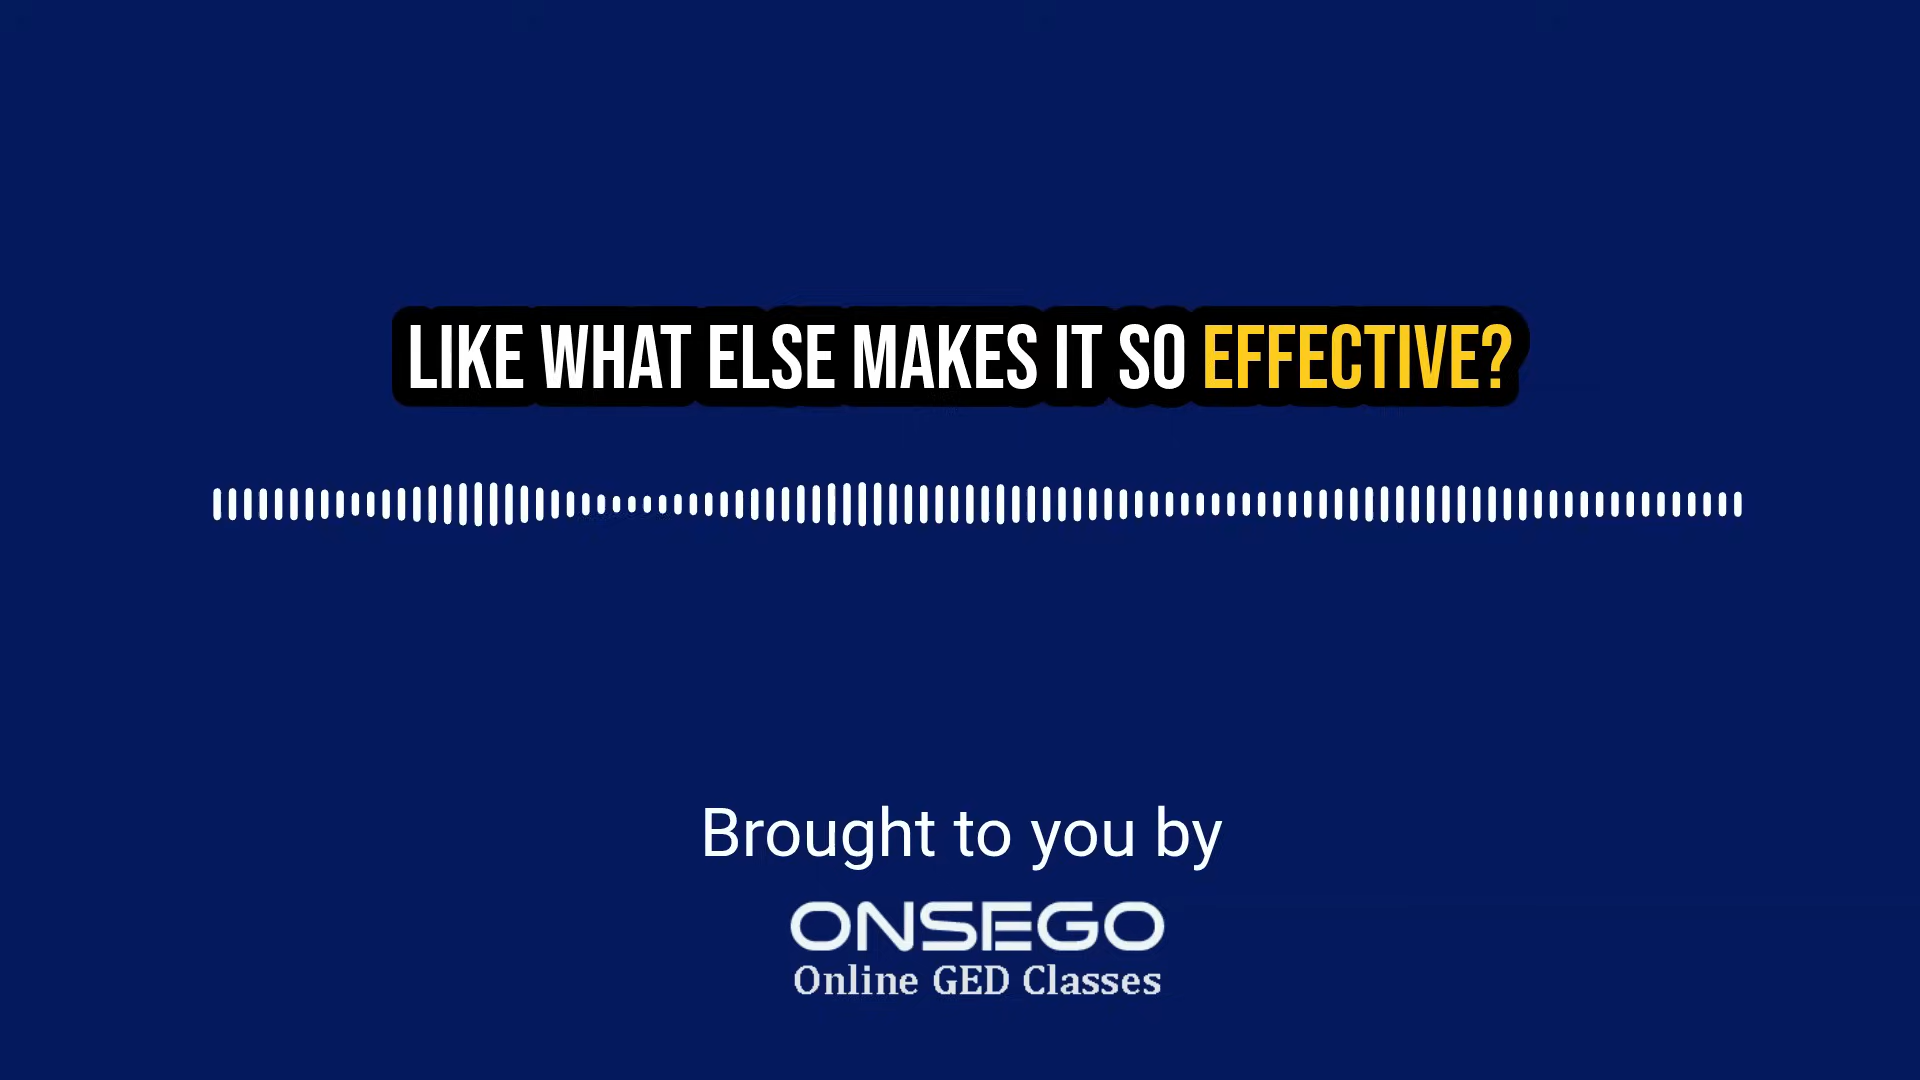 LIKE WHAT ELSE MAKES IT SO EFFECTIVE?
Brought to you by
ONSEGO
Online GED Classes